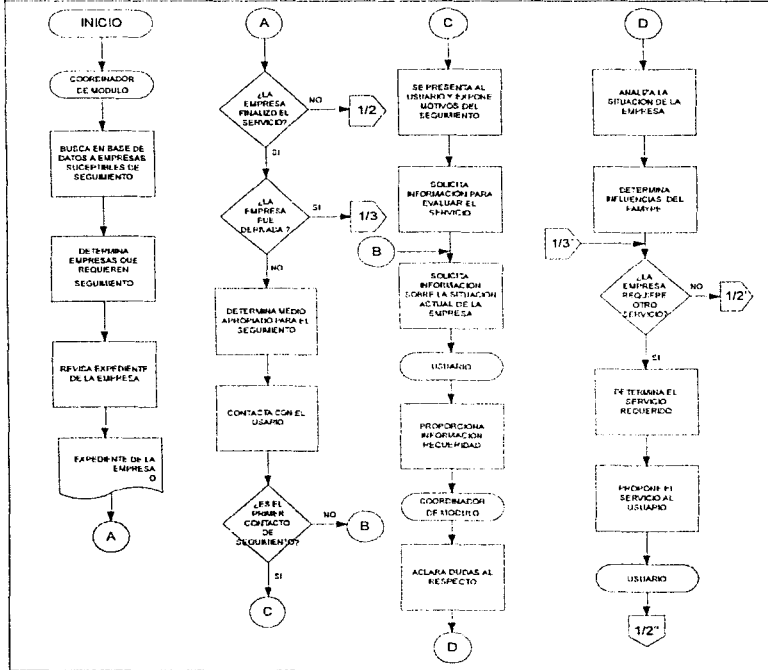 INICIO
COORDINADOR
DE MODULO
BUSCA EN BASE DE
DATOS A EMPRESAS
SUCEPTIBLES DE
SEGUIMIENTO
DETERMINA
EMPRESAS QUE
REQUIEREN
SEGUIMIENTO
REVISA EXPEDIENTE
DE LA EMPRESA
EXPEDIENTE DE LA
EMPRESA
O
A
A
¿LA
EMPRESA
FINALIZO EL
SERVICIO?
NO
1/2
SI
¿LA
EMPRESA
FUE
DERIVADA?
SI
1/3
NO
DETERMINA MEDIO
APROPIADO PARA EL
SEGUIMIENTO
CONTACTA CON EL
USARIO
¿ES EL
PRIMER
CONTACTO
DE
SEGUIMIENTO?
NO
B
SI
C
C
SE PRESENTA AL
USUARIO Y EXPONE
MOTIVOS DEL
SEGUIMIENTO
SOLICITA
INFORMACION PARA
EVALUAR EL
SERVICIO
B
SOLICITA
INFORMACION
SOBRE LA SITUACION
ACTUAL DE LA
EMPRESA
USUARIO
PROPORCIONA
INFORMACION
REQUERIDAD
COORDINADOR
DE MODULO
ACLARA DUDAS AL
RESPECTO
D
D
ANALIZA LA
SITUACION DE LA
EMPRESA
DETERMINA
INFLUENCIAS DEL
FAMYPE
1/3'
¿LA
EMPRESA
REQUIERE
OTRO
SERVICIO?
NO
1/2'
SI
DETERMINA EL
SERVICIO
REQUERIDO
PROPONE EL
SERVICIO AL
USUARIO
USUARIO
1/2"